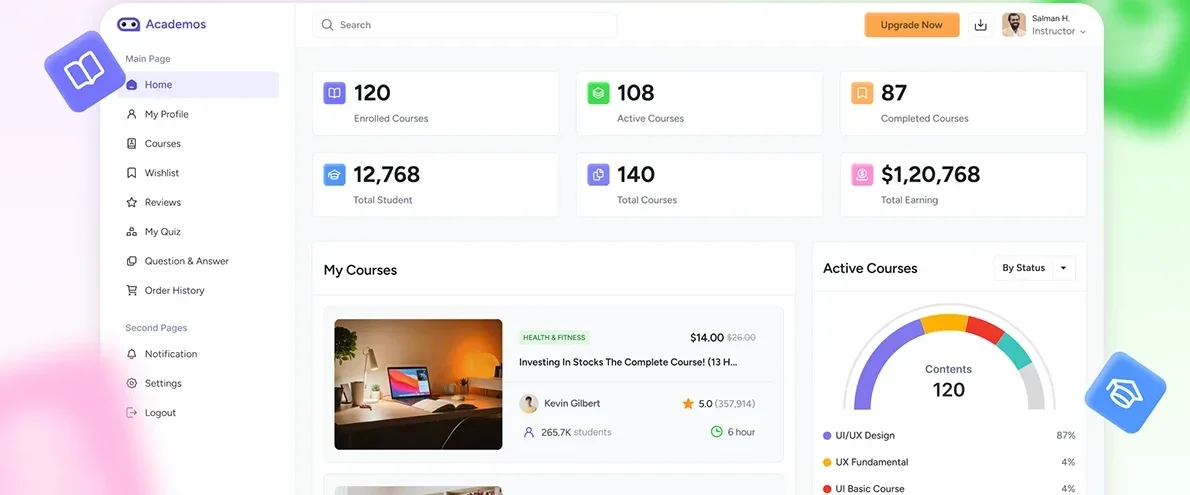 Academos
Search
Upgrade Now
Salman H.
Instructor
Main Page
Home
My Profile
Courses
Wishlist
Reviews
My Quiz
Question & Answer
Order History
Second Pages
Notification
Settings
Logout
120
Enrolled Courses
108
Active Courses
87
Completed Courses
12,768
Total Student
140
Total Courses
$1,20,768
Total Earning
My Courses
HEALTH & FITNESS
$14.00 $26.00
Investing In Stocks The Complete Course! (13 H...
Kevin Gilbert
5.0 (357,914)
265.7K students
6 hour
Active Courses
By Status
Contents
120
UI/UX Design 87%
UX Fundamental 4%
UI Basic Course 4%